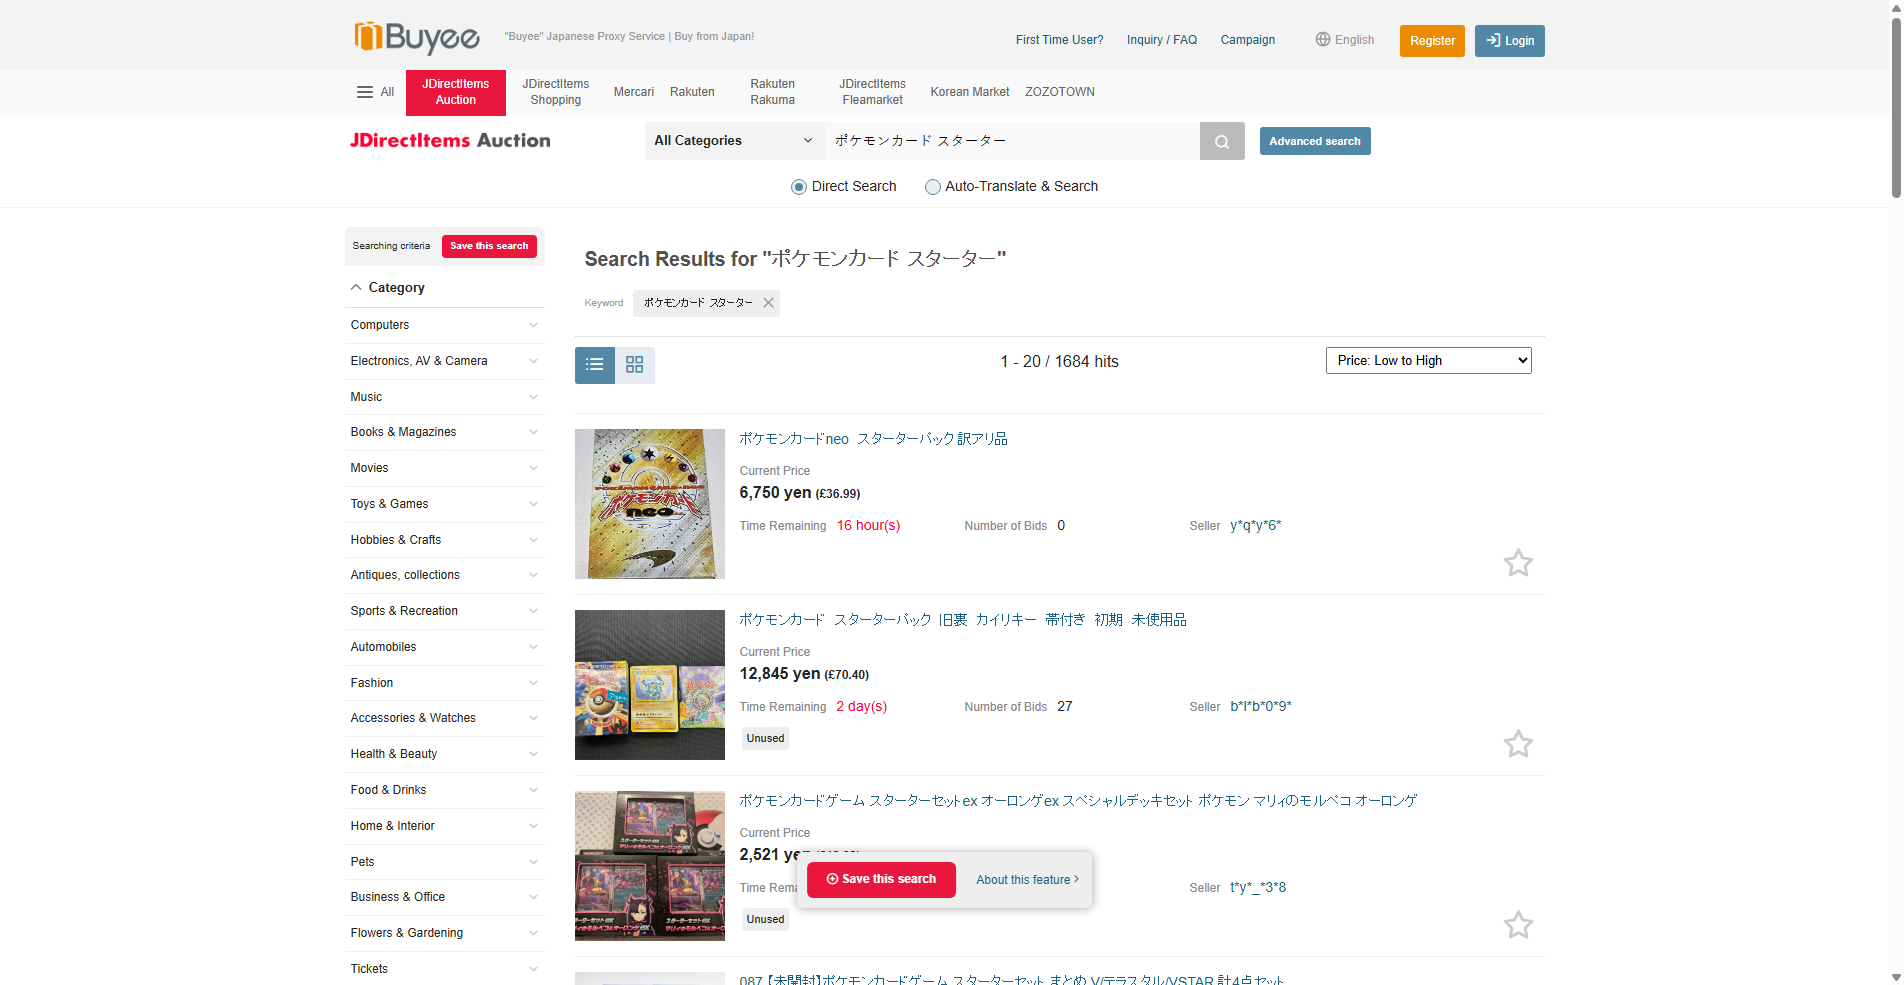 Buyee
"Buyee" Japanese Proxy Service | Buy from Japan!
First Time User?
Inquiry / FAQ
Campaign
English
Register
Login
All
JDirectItems Auction
JDirectItems Shopping
Mercari
Rakuten
Rakuten Rakuma
JDirectItems Fleamarket
Korean Market
ZOZOTOWN
JDirectItems Auction
All Categories
ポケモンカード スターター
Advanced search
Direct Search
Auto-Translate & Search
Searching criteria
Save this search
Category
Computers
Electronics, AV & Camera
Music
Books & Magazines
Movies
Toys & Games
Hobbies & Crafts
Antiques, collections
Sports & Recreation
Automobiles
Fashion
Accessories & Watches
Health & Beauty
Food & Drinks
Home & Interior
Pets
Business & Office
Flowers & Gardening
Tickets
Search Results for "ポケモンカード スターター"
Keyword
ポケモンカード スターター
1 - 20 / 1684 hits
Price: Low to High
ポケモンカード
neo
ポケモンカードneo スターターパック 訳アリ品
Current Price
6,750 yen (£36.99)
Time Remaining 16 hour(s)
Number of Bids 0
Seller y*q*y*6*
ポケモンカード スターターパック 旧裏 カイリキー 帯付き 初期 未使用品
Current Price
12,845 yen (£70.40)
Time Remaining 2 day(s)
Number of Bids 27
Seller b*l*b*0*9*
Unused
ポケモンカードゲーム スターターセットex オーロンゲex スペシャルデッキセット ポケモン マリィのモルペコ オーロンゲ
Current Price
2,521 yen
Time Rema
Seller t*y*_*3*8
Unused
Save this search
About this feature
087 【未開封】ポケモンカードゲーム スターターセット まとめ V/テラスタル/VSTAR 計4点セット